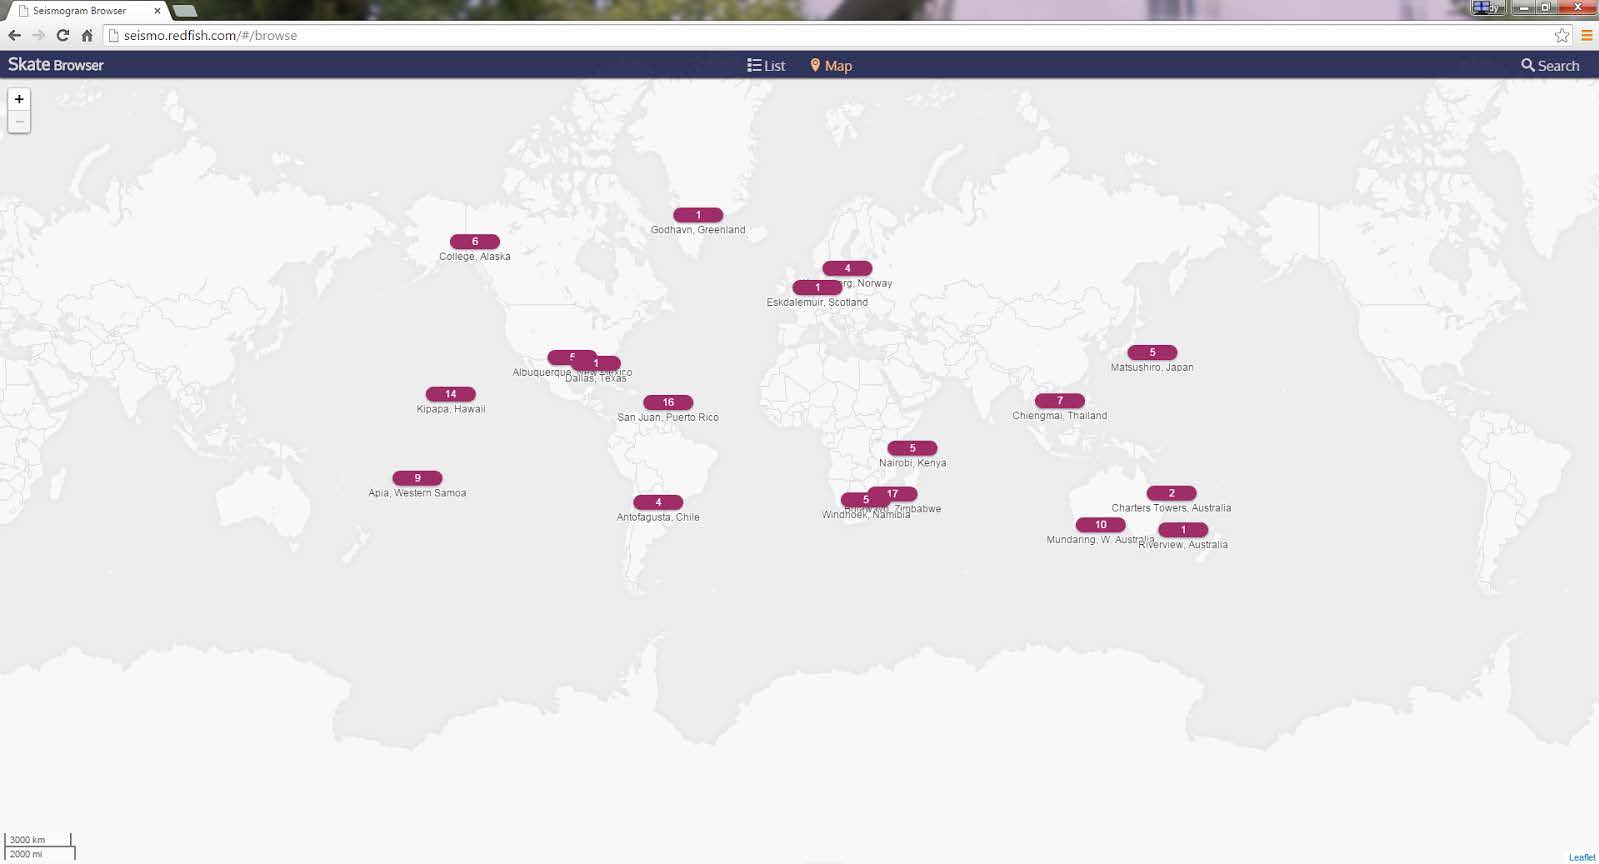 Seismogram Browser
seismo.redfish.com/#/browse
Skate Browser
List
Map
Search
+
−
1
Godhavn, Greenland
6
College, Alaska
4
Norway
1
Eskdalemuir, Scotland
5
Albuquerque, New Mexico
1
Dallas, Texas
5
Matsushiro, Japan
14
Kipapa, Hawaii
16
San Juan, Puerto Rico
7
Chiengmai, Thailand
5
Nairobi, Kenya
9
Apia, Western Samoa
4
Antofagusta, Chile
17
Zimbabwe
5
Windhoek, Namibia
2
Charters Towers, Australia
10
Mundaring, W. Australia
1
Riverview, Australia
3000 km
2000 mi
Leaflet